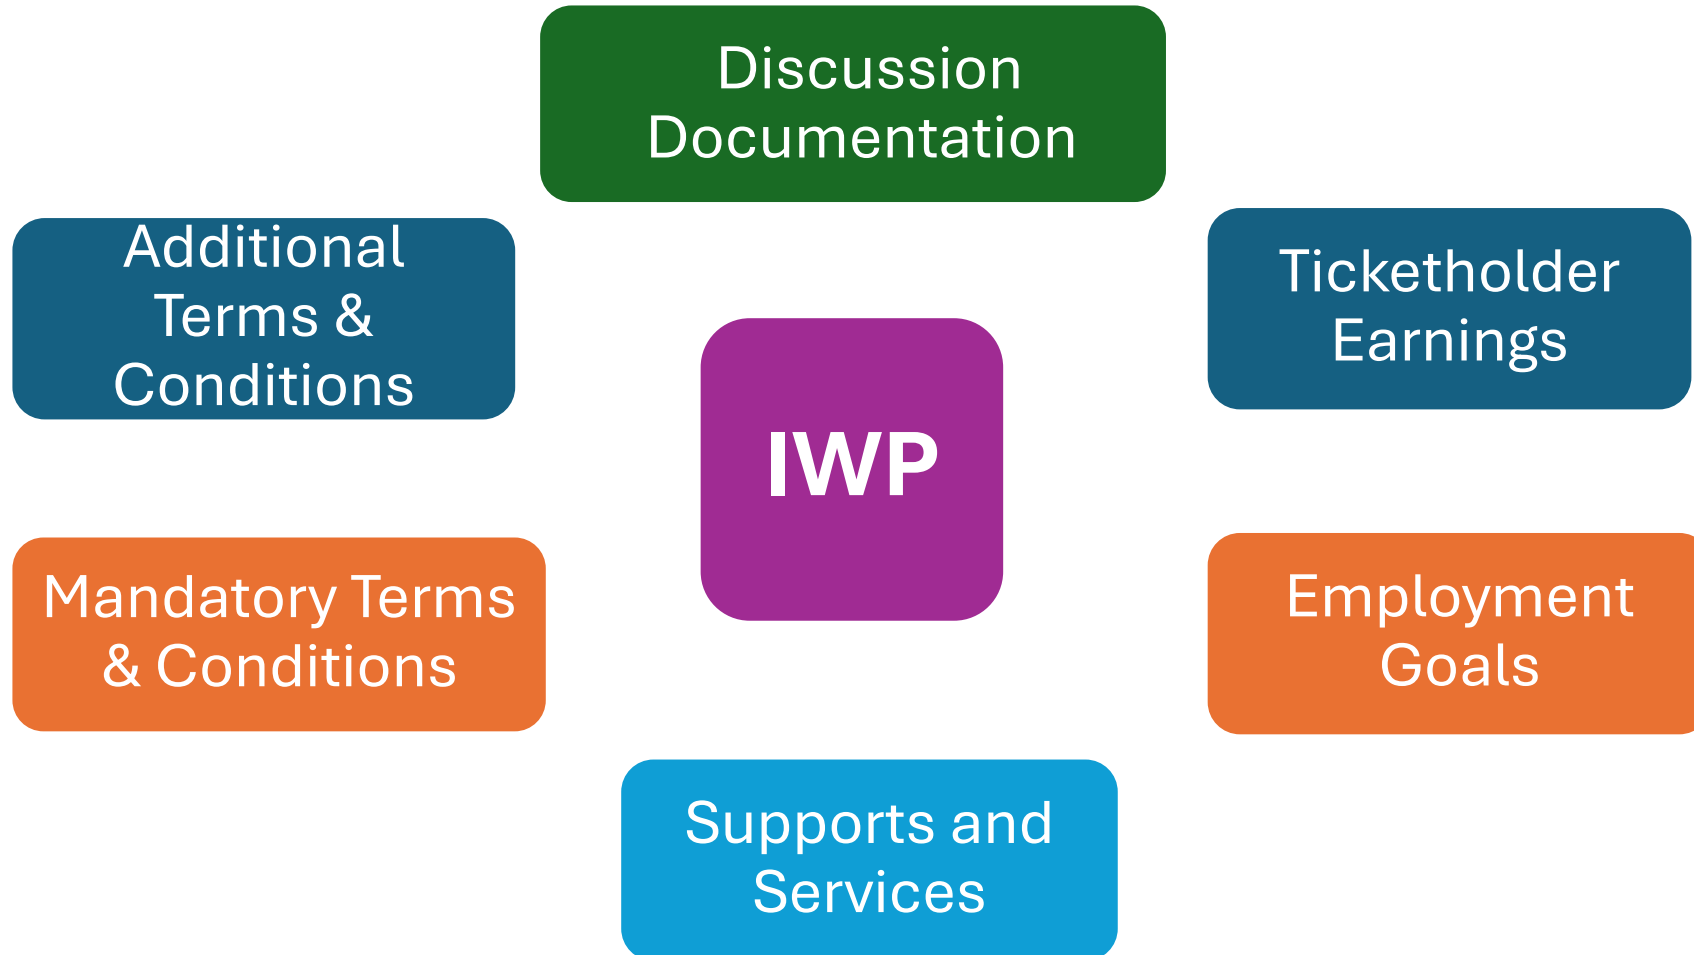 Discussion
Documentation
Additional
Terms &
Conditions
Ticketholder
Earnings
IWP
Mandatory Terms
& Conditions
Employment
Goals
Supports and
Services